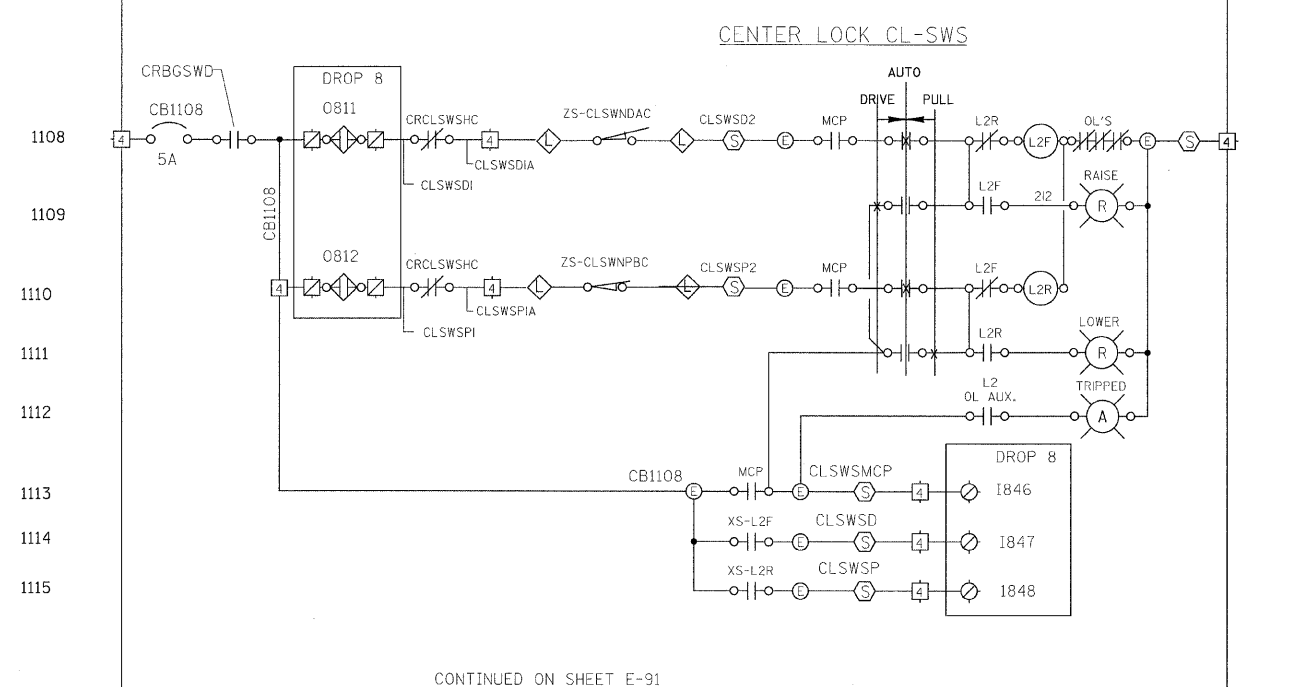 CENTER LOCK CL-SWS
CRBGSWD
DROP 8
AUTO
DRIVE PULL
CB1108
O811
CRCLSWSHC
ZS-CLSWNDAC
CLSWSD2
MCP
L2R
OL'S
1108
4
5A
4
L
L
S
E
L2F
E
S
4
CLSWSDIA
CLSWSDI
RAISE
CB1108
L2F
212
R
1109
O812
CRCLSWSHC
ZS-CLSWNPBC
CLSWSP2
MCP
L2F
1110
4
4
L
L
S
E
L2R
CLSWSPIA
CLSWSPI
LOWER
L2R
1111
R
L2
OL AUX.
TRIPPED
1112
A
DROP 8
CB1108
MCP
CLSWSMCP
1113
E
E
S
4
I846
XS-L2F
CLSWSD
1114
E
S
4
I847
XS-L2R
CLSWSP
1115
E
S
4
1848
CONTINUED ON SHEET E-91